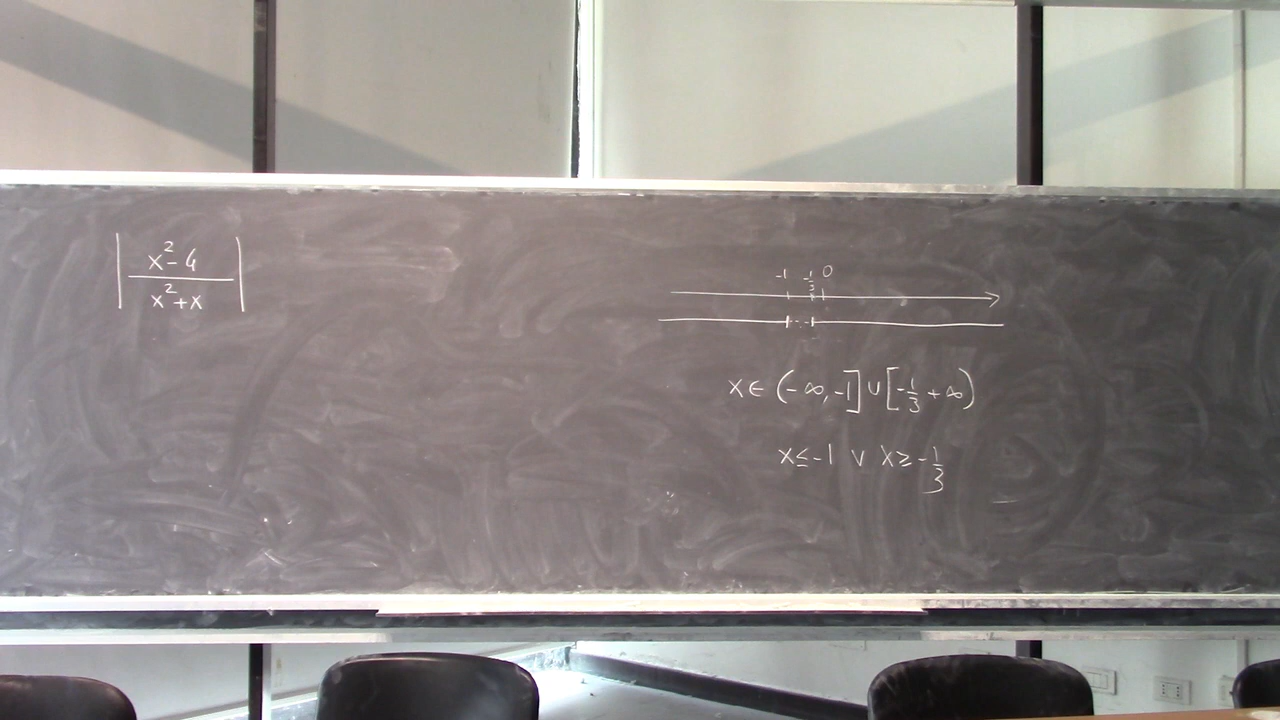 | x² - 4 / x² + x |
-1 -1/3 0
x ∈ (-∞, -1] ∪ [-1/3 +∞)
x ≤ -1 ∨ x ≥ -1/3